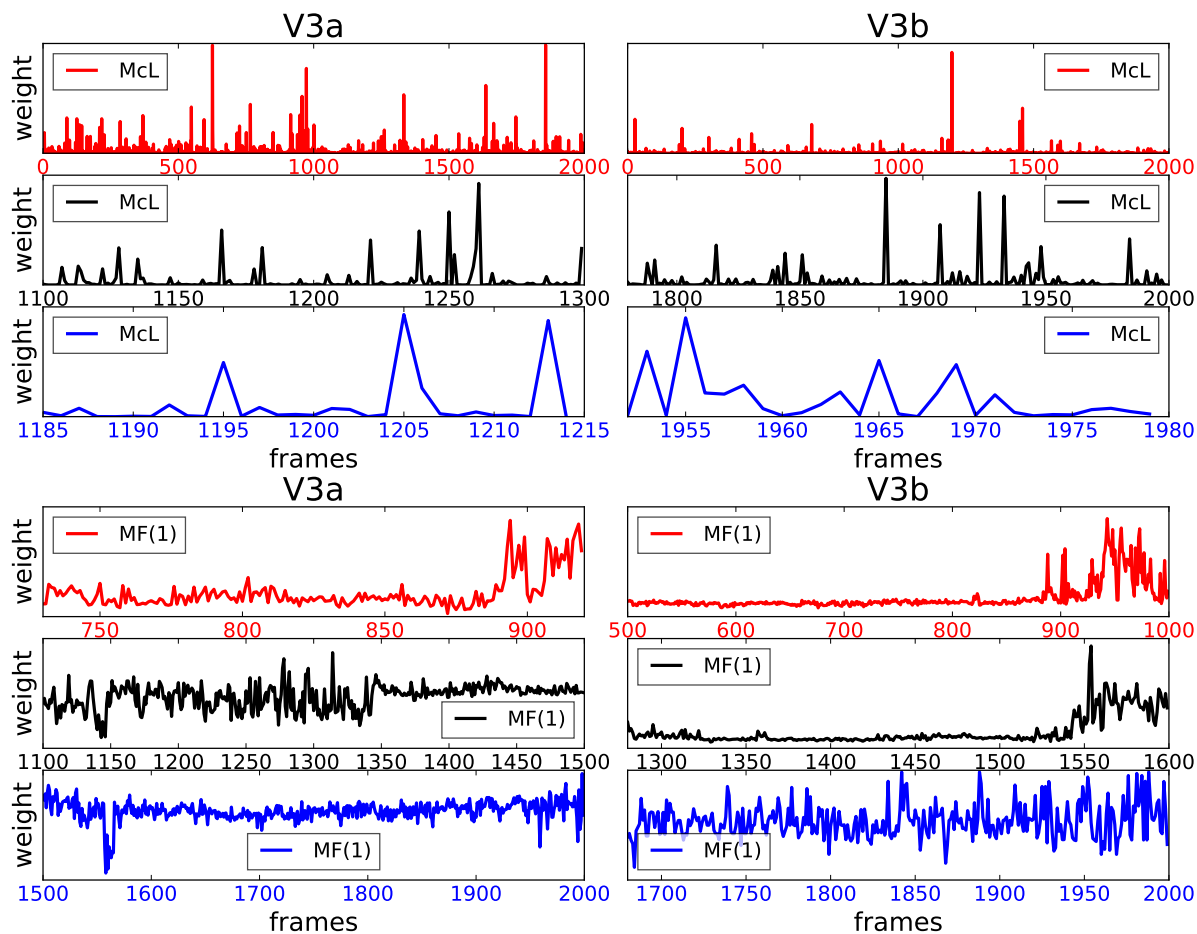 V3a V3b
weight McL McL
0 500 1000 1500 2000 0 500 1000 1500 2000
weight McL McL
1100 1150 1200 1250 1300 1800 1850 1900 1950 2000
weight McL McL
1185 1190 1195 1200 1205 1210 1215 1955 1960 1965 1970 1975 1980
frames frames
V3a V3b
weight MF(1) MF(1)
750 800 850 900 500 600 700 800 900 1000
weight MF(1) MF(1)
1100 1150 1200 1250 1300 1350 1400 1450 1500 1300 1350 1400 1450 1500 1550 1600
weight MF(1) MF(1)
1500 1600 1700 1800 1900 2000 1700 1750 1800 1850 1900 1950 2000
frames frames